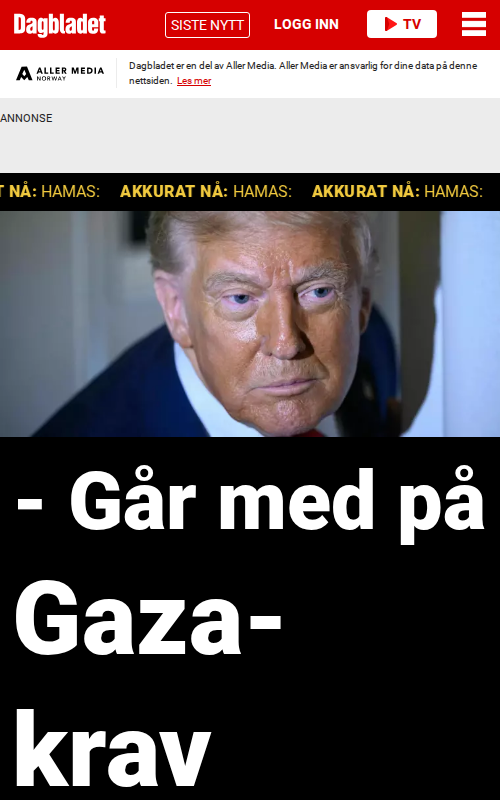 Dagbladet
SISTE NYTT
LOGG INN
TV
ALLER MEDIA
NORWAY
Dagbladet er en del av Aller Media. Aller Media er ansvarlig for dine data på denne
nettsiden. Les mer
ANNONSE
T NÅ: HAMAS: AKKURAT NÅ: HAMAS: AKKURAT NÅ: HAMAS:
- Går med på
Gaza-
krav